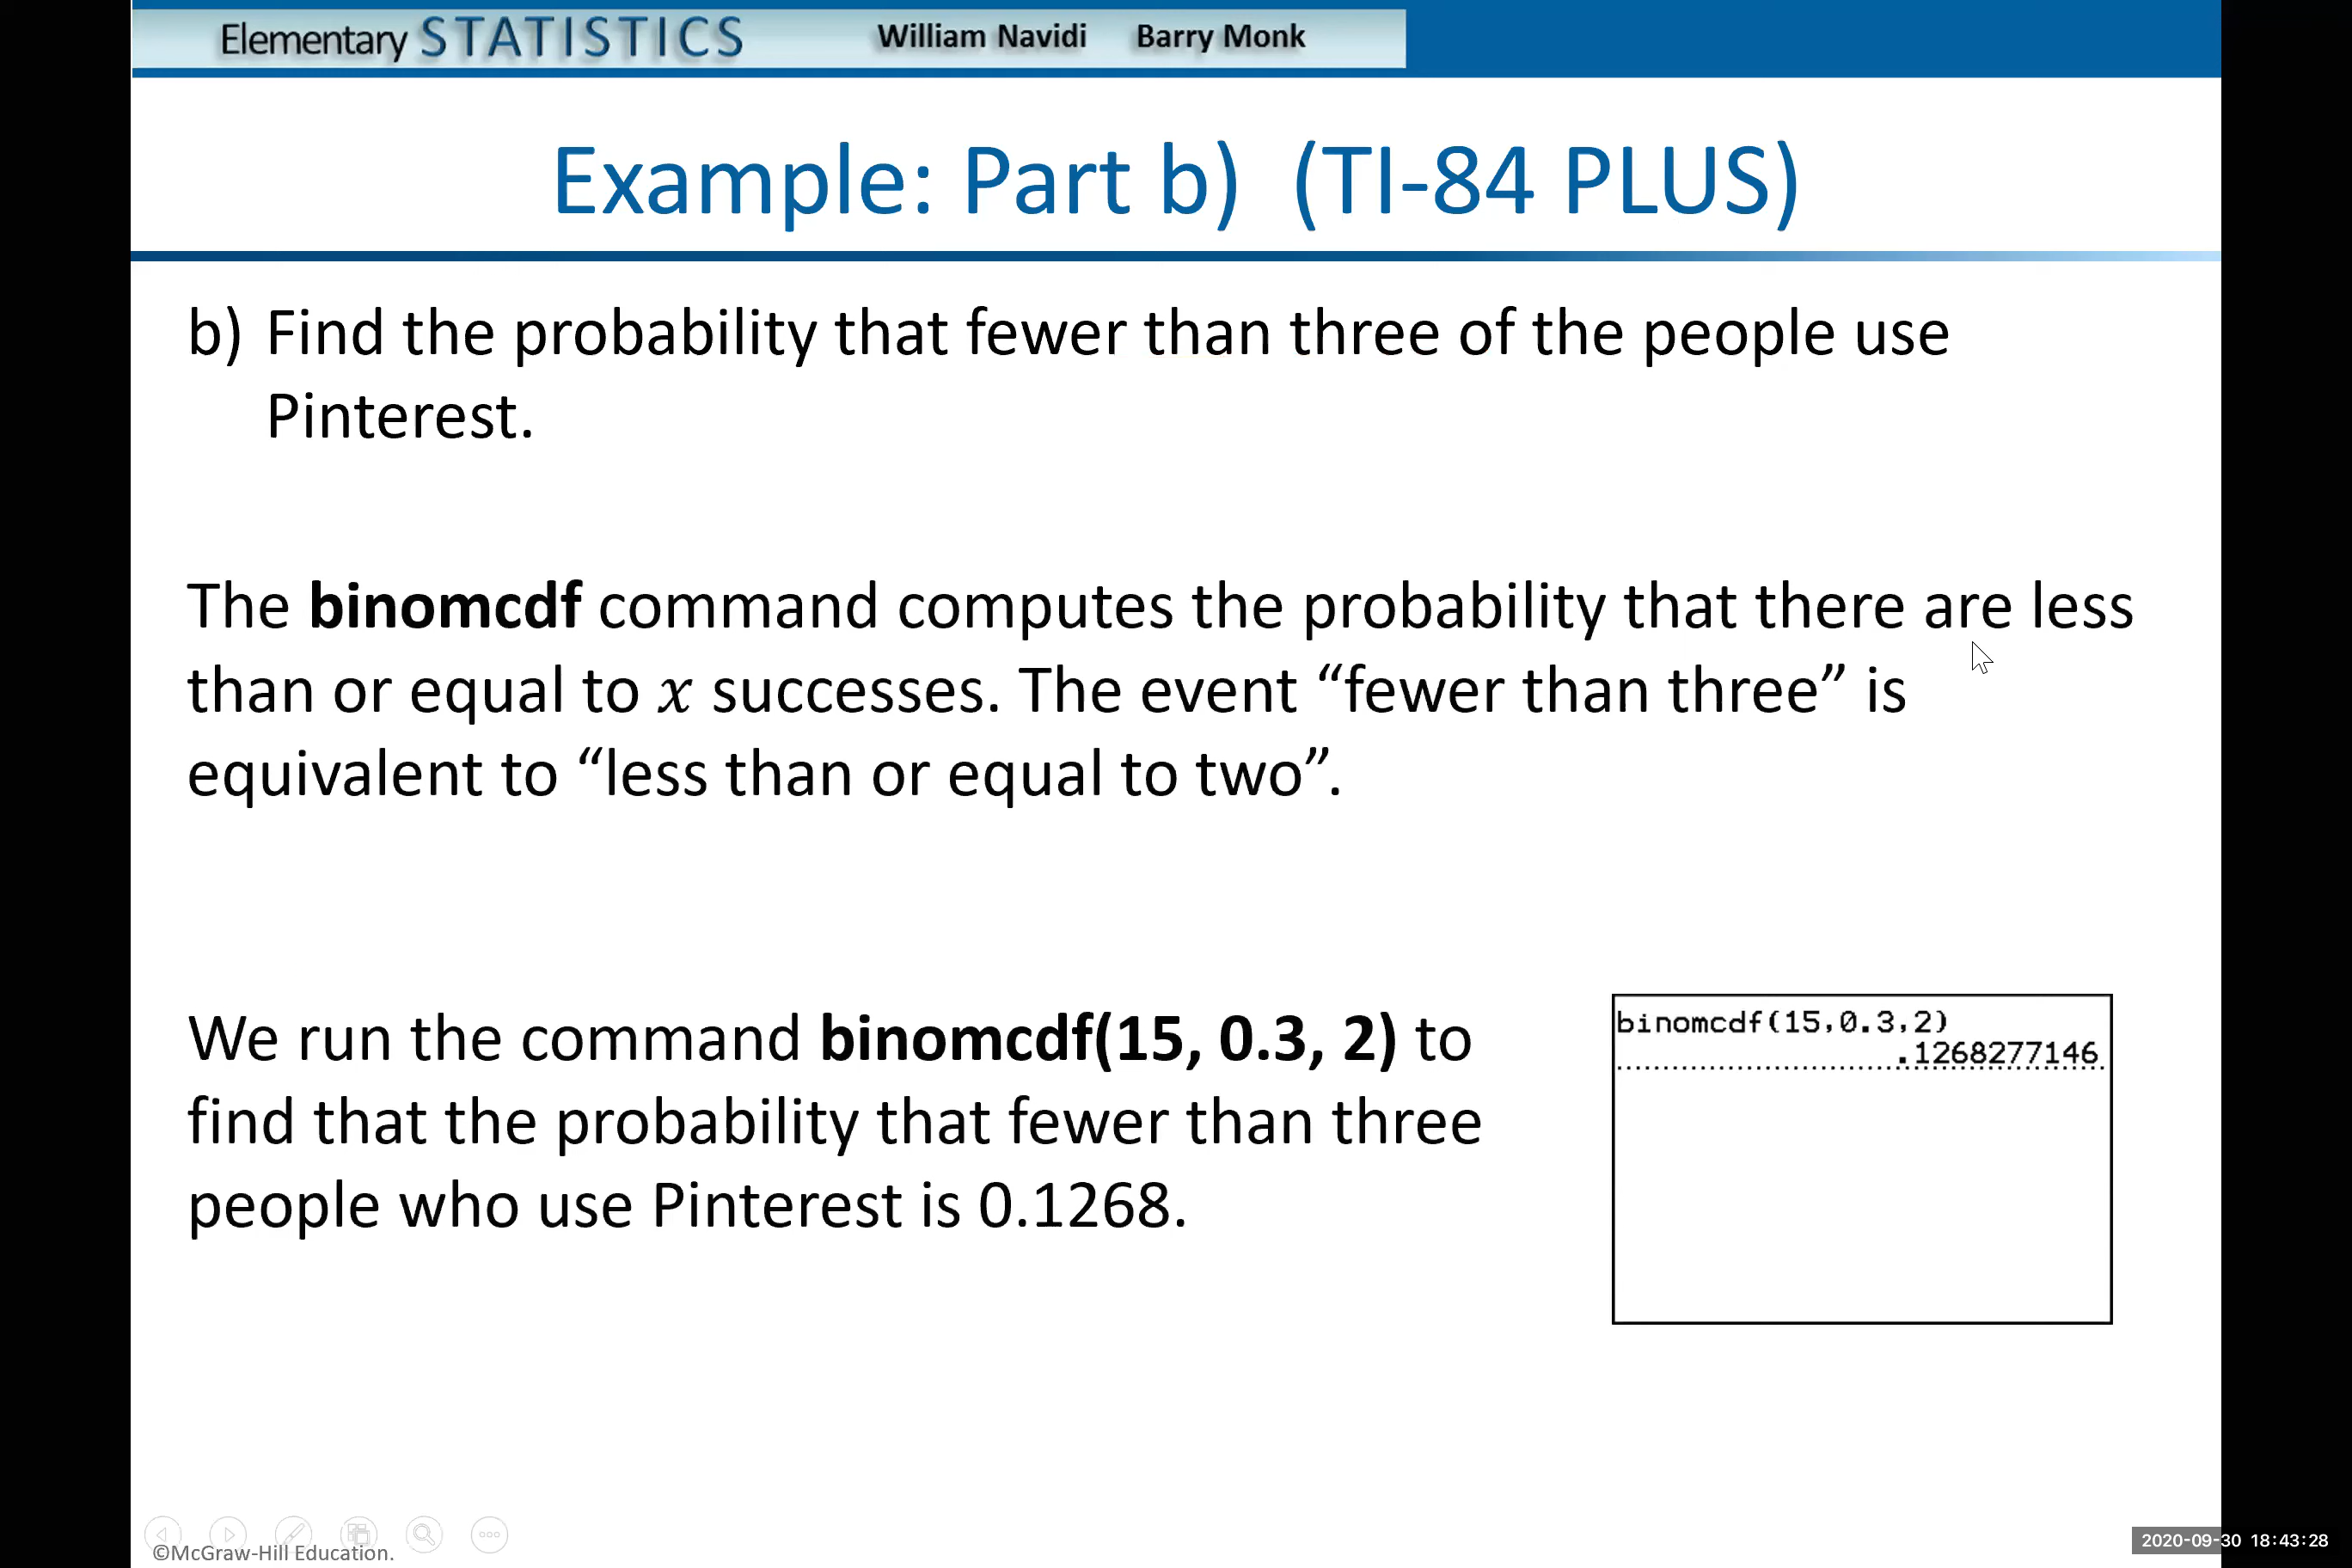 Elementary STATISTICS William Navidi Barry Monk
Example: Part b) (TI-84 PLUS)
b) Find the probability that fewer than three of the people use
Pinterest.
The binomcdf command computes the probability that there are less
than or equal to x successes. The event “fewer than three” is
equivalent to “less than or equal to two”.
We run the command binomcdf(15, 0.3, 2) to
find that the probability that fewer than three
people who use Pinterest is 0.1268.
binomcdf(15,0.3,2)
.1268277146
©McGraw-Hill Education.
2020-09-30 18:43:28